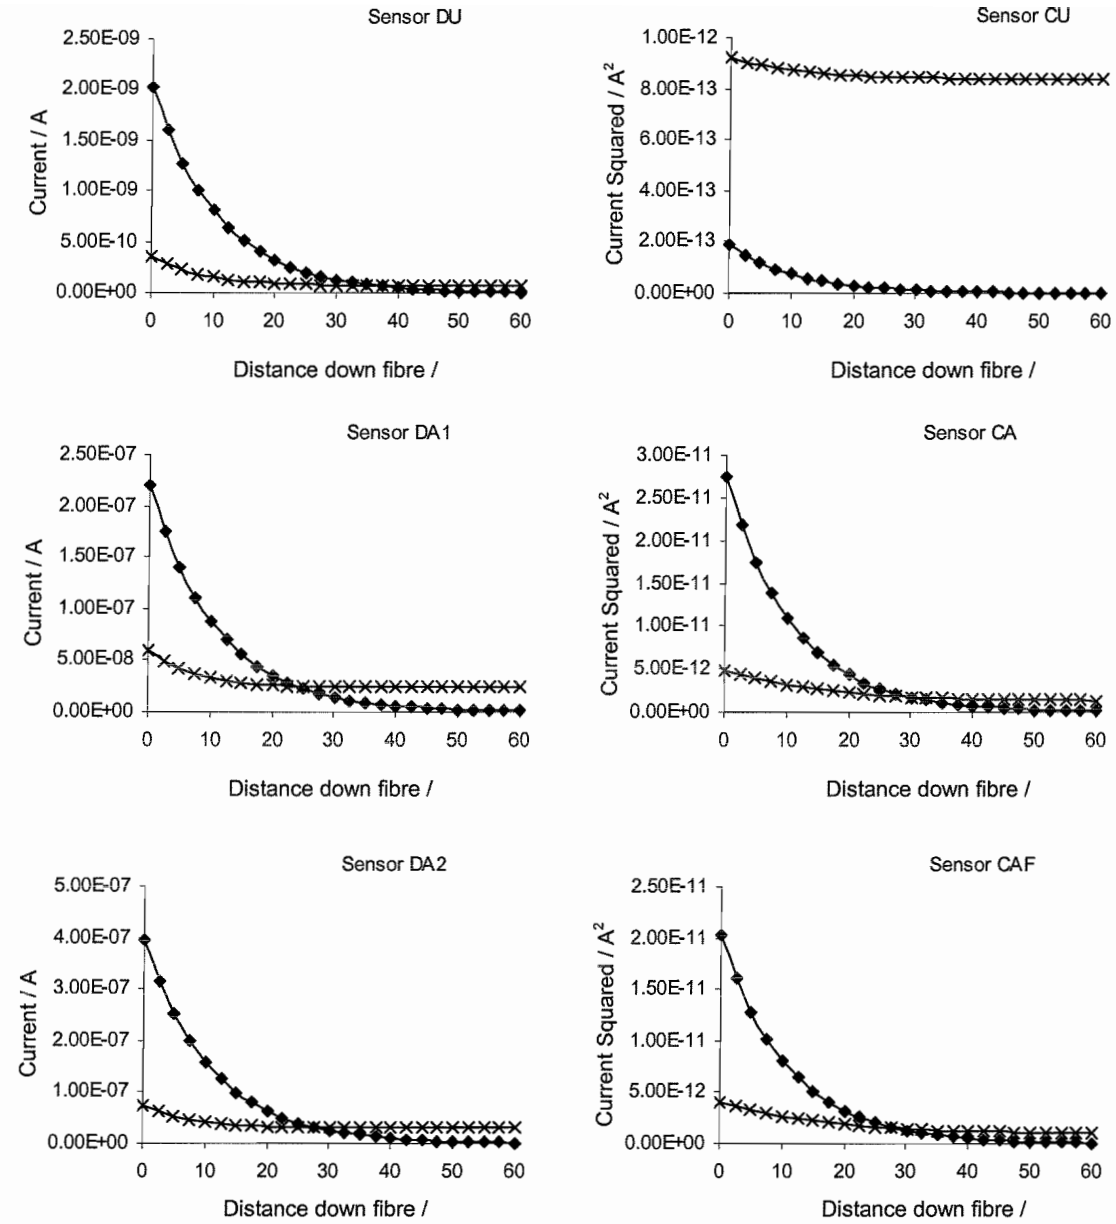 Sensor DU
2.50E-09
2.00E-09
1.50E-09
1.00E-09
5.00E-10
0.00E+00
Current / A
0 10 20 30 40 50 60
Distance down fibre /
Sensor CU
1.00E-12
8.00E-13
6.00E-13
4.00E-13
2.00E-13
0.00E+00
Current Squared / A²
0 10 20 30 40 50 60
Distance down fibre /
Sensor DA1
2.50E-07
2.00E-07
1.50E-07
1.00E-07
5.00E-08
0.00E+00
Current / A
0 10 20 30 40 50 60
Distance down fibre /
Sensor CA
3.00E-11
2.50E-11
2.00E-11
1.50E-11
1.00E-11
5.00E-12
0.00E+00
Current Squared / A²
0 10 20 30 40 50 60
Distance down fibre /
Sensor DA2
5.00E-07
4.00E-07
3.00E-07
2.00E-07
1.00E-07
0.00E+00
Current / A
0 10 20 30 40 50 60
Distance down fibre /
Sensor CAF
2.50E-11
2.00E-11
1.50E-11
1.00E-11
5.00E-12
0.00E+00
Current Squared / A²
0 10 20 30 40 50 60
Distance down fibre /